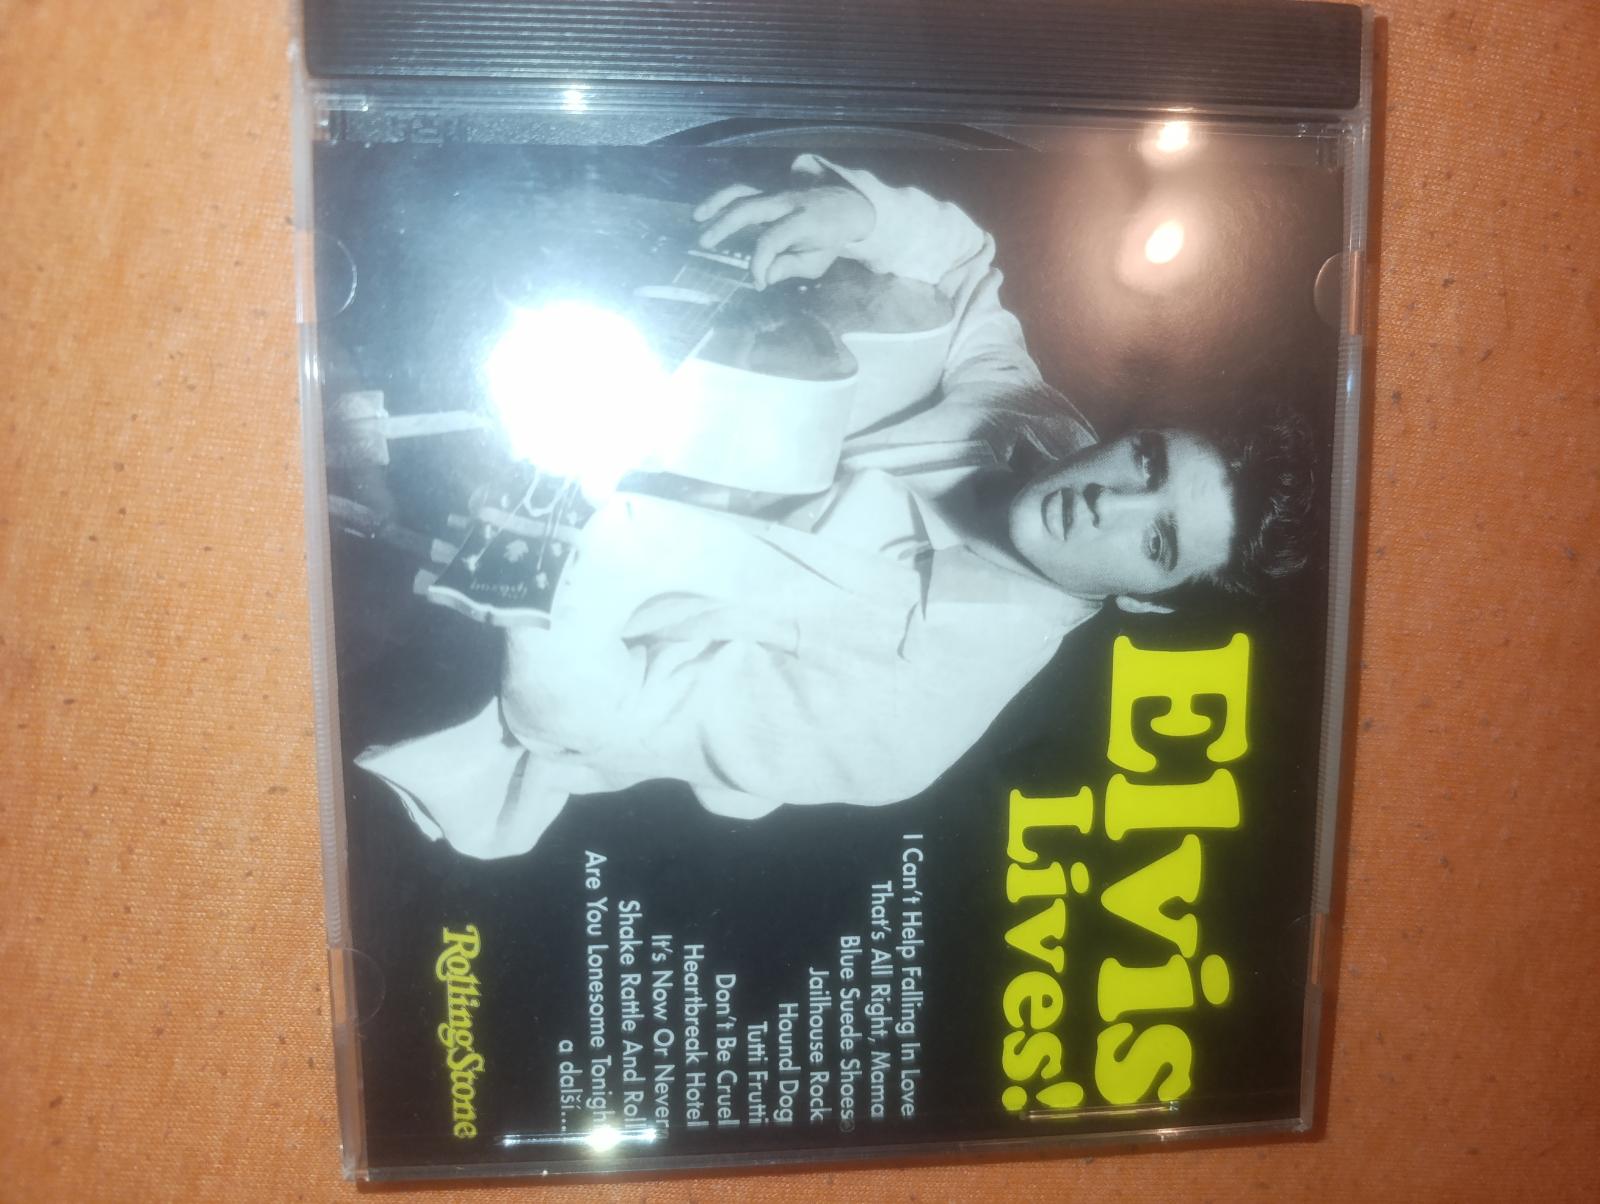 Elvis
Lives!
I Can't Help Falling In Love
That's All Right, Mama
Blue Suede Shoes
Jailhouse Rock
Hound Dog
Tutti Frutti
Don't Be Cruel
Heartbreak Hotel
It's Now Or Never
Shake Rattle And Roll
Are You Lonesome Tonight
a další...
RollingStone
Gibson